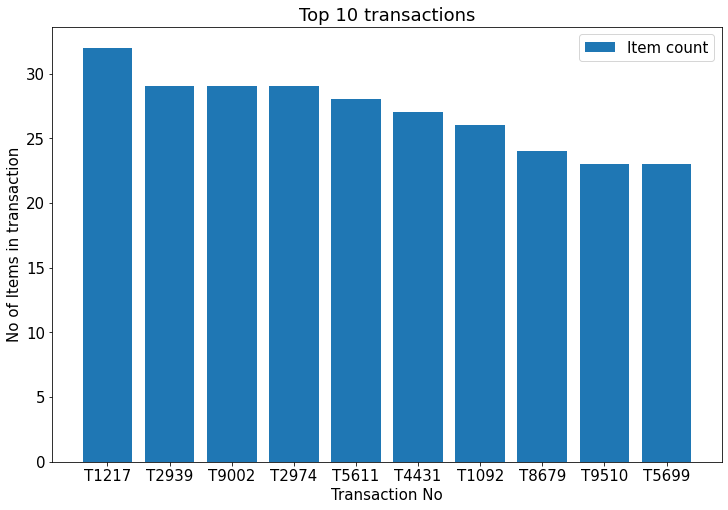 Top 10 transactions
Item count
No of Items in transaction
30
25
20
15
10
5
0
T1217 T2939 T9002 T2974 T5611 T4431 T1092 T8679 T9510 T5699
Transaction No